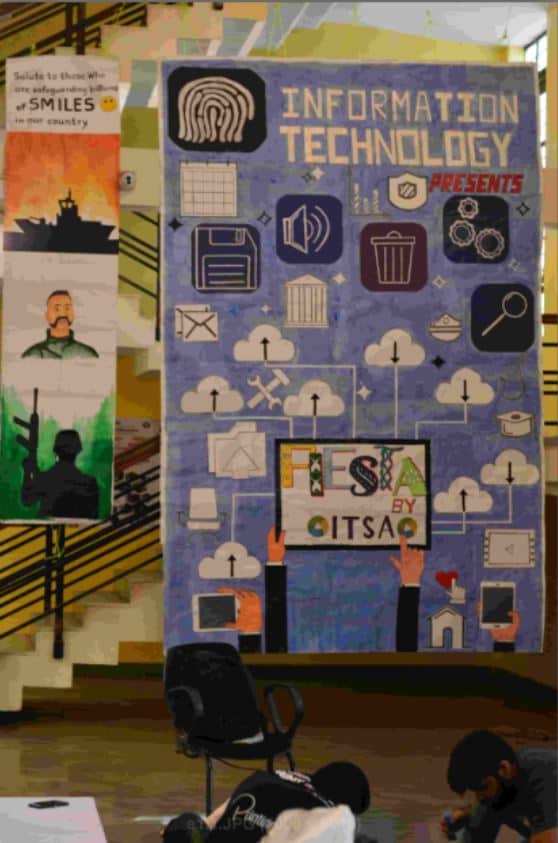 Salute to those Who
are safeguarding billions
of SMILES
in our country
INFORMATION
TECHNOLOGY
PRESENTS
FIESTA
BY
ITSA